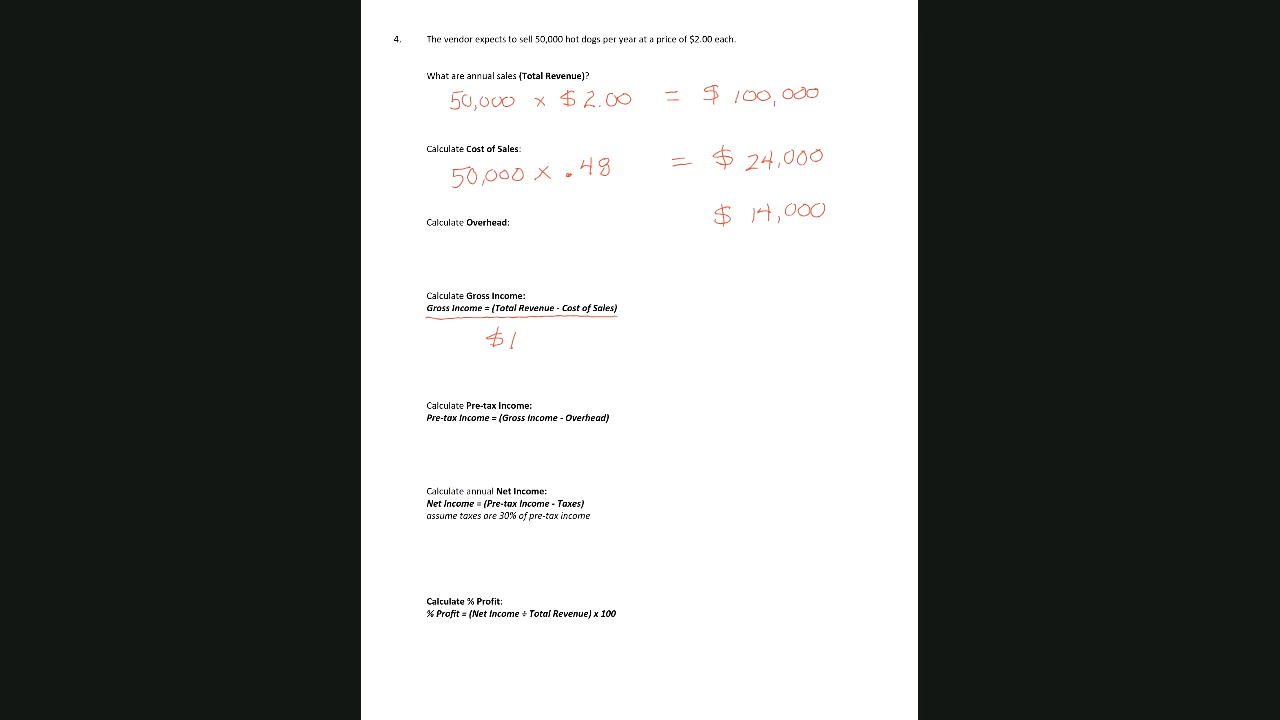 4. The vendor expects to sell 50,000 hot dogs per year at a price of $2.00 each.
What are annual sales (Total Revenue)?
50,000 x $2.00 = $100,000
Calculate Cost of Sales:
50,000 x .48 = $24,000
Calculate Overhead: $14,000
Calculate Gross Income:
Gross Income = (Total Revenue - Cost of Sales)
$1
Calculate Pre-tax Income:
Pre-tax Income = (Gross Income - Overhead)
Calculate annual Net Income:
Net Income = (Pre-tax Income - Taxes)
assume taxes are 30% of pre-tax income
Calculate % Profit:
% Profit = (Net Income ÷ Total Revenue) x 100